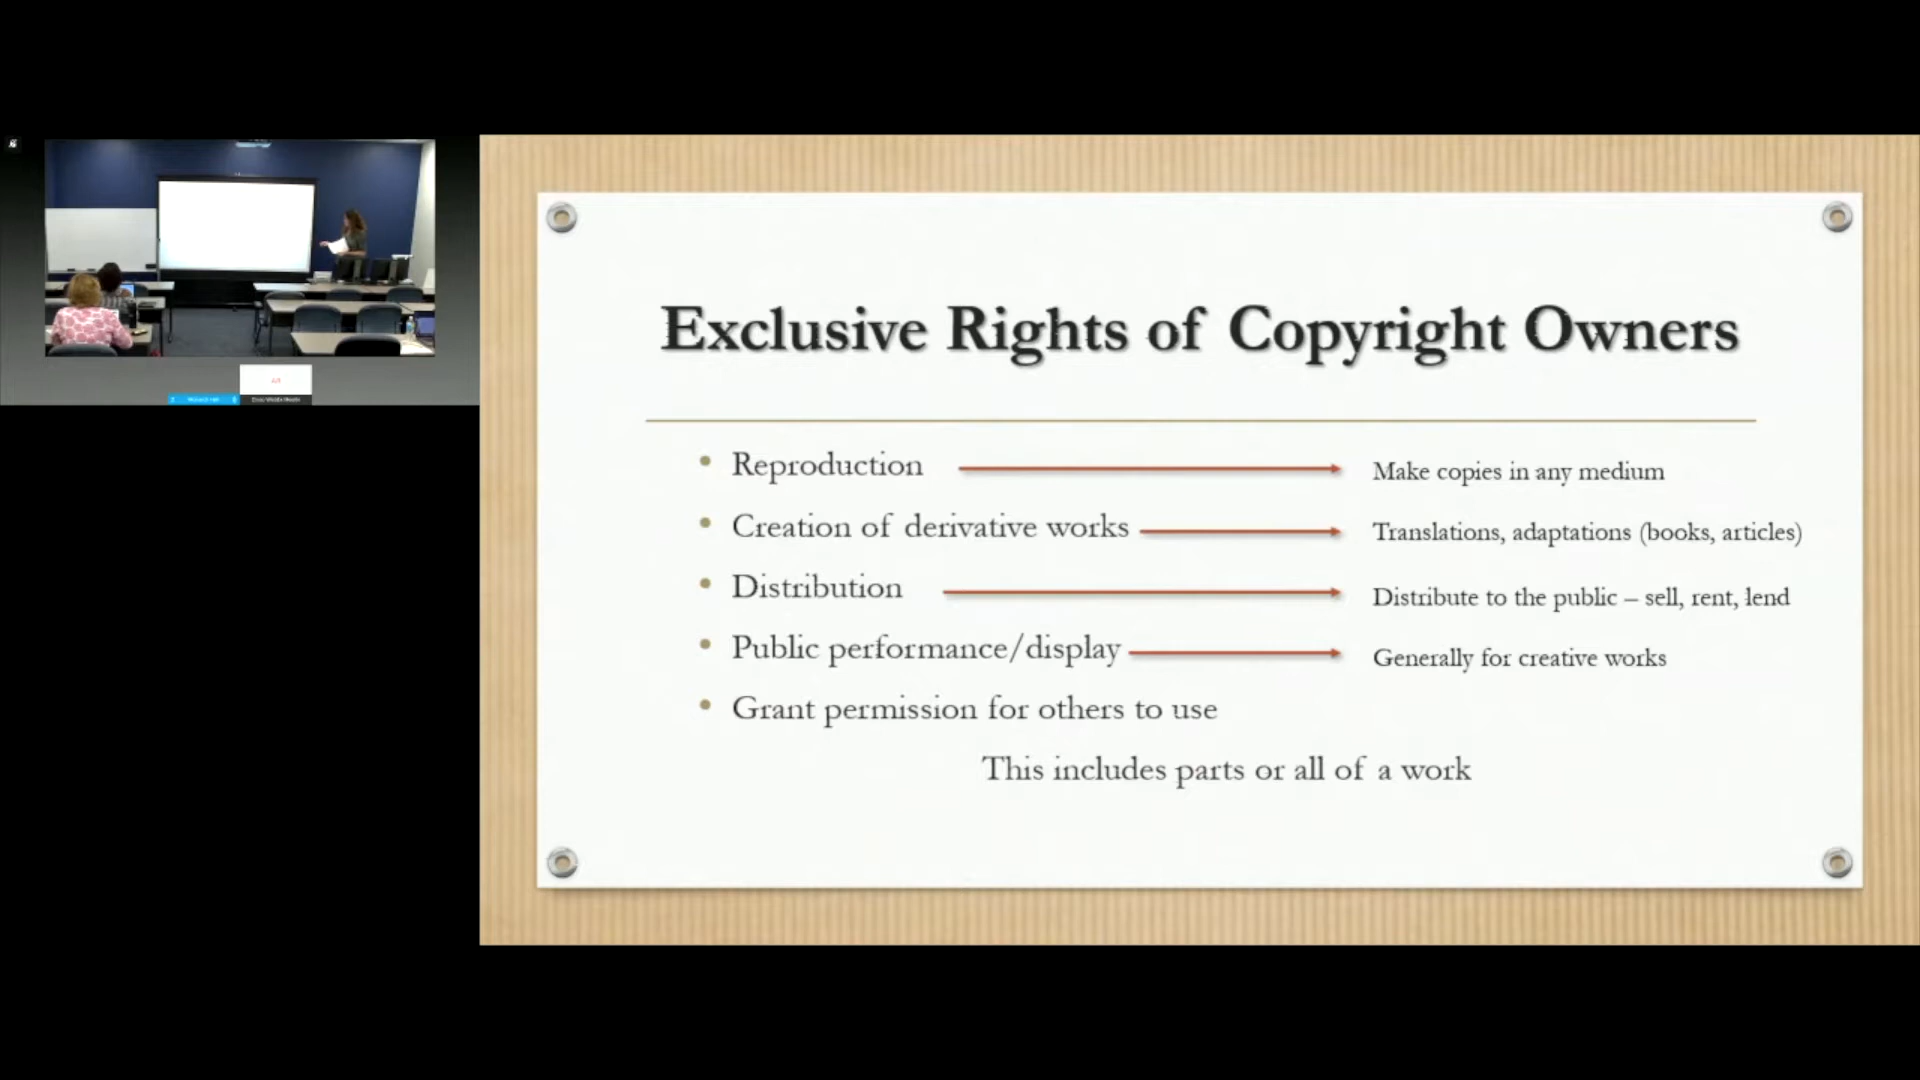 Exclusive Rights of Copyright Owners
• Reproduction
Make copies in any medium
• Creation of derivative works
Translations, adaptations (books, articles)
• Distribution
Distribute to the public – sell, rent, lend
• Public performance/display
Generally for creative works
• Grant permission for others to use
This includes parts or all of a work